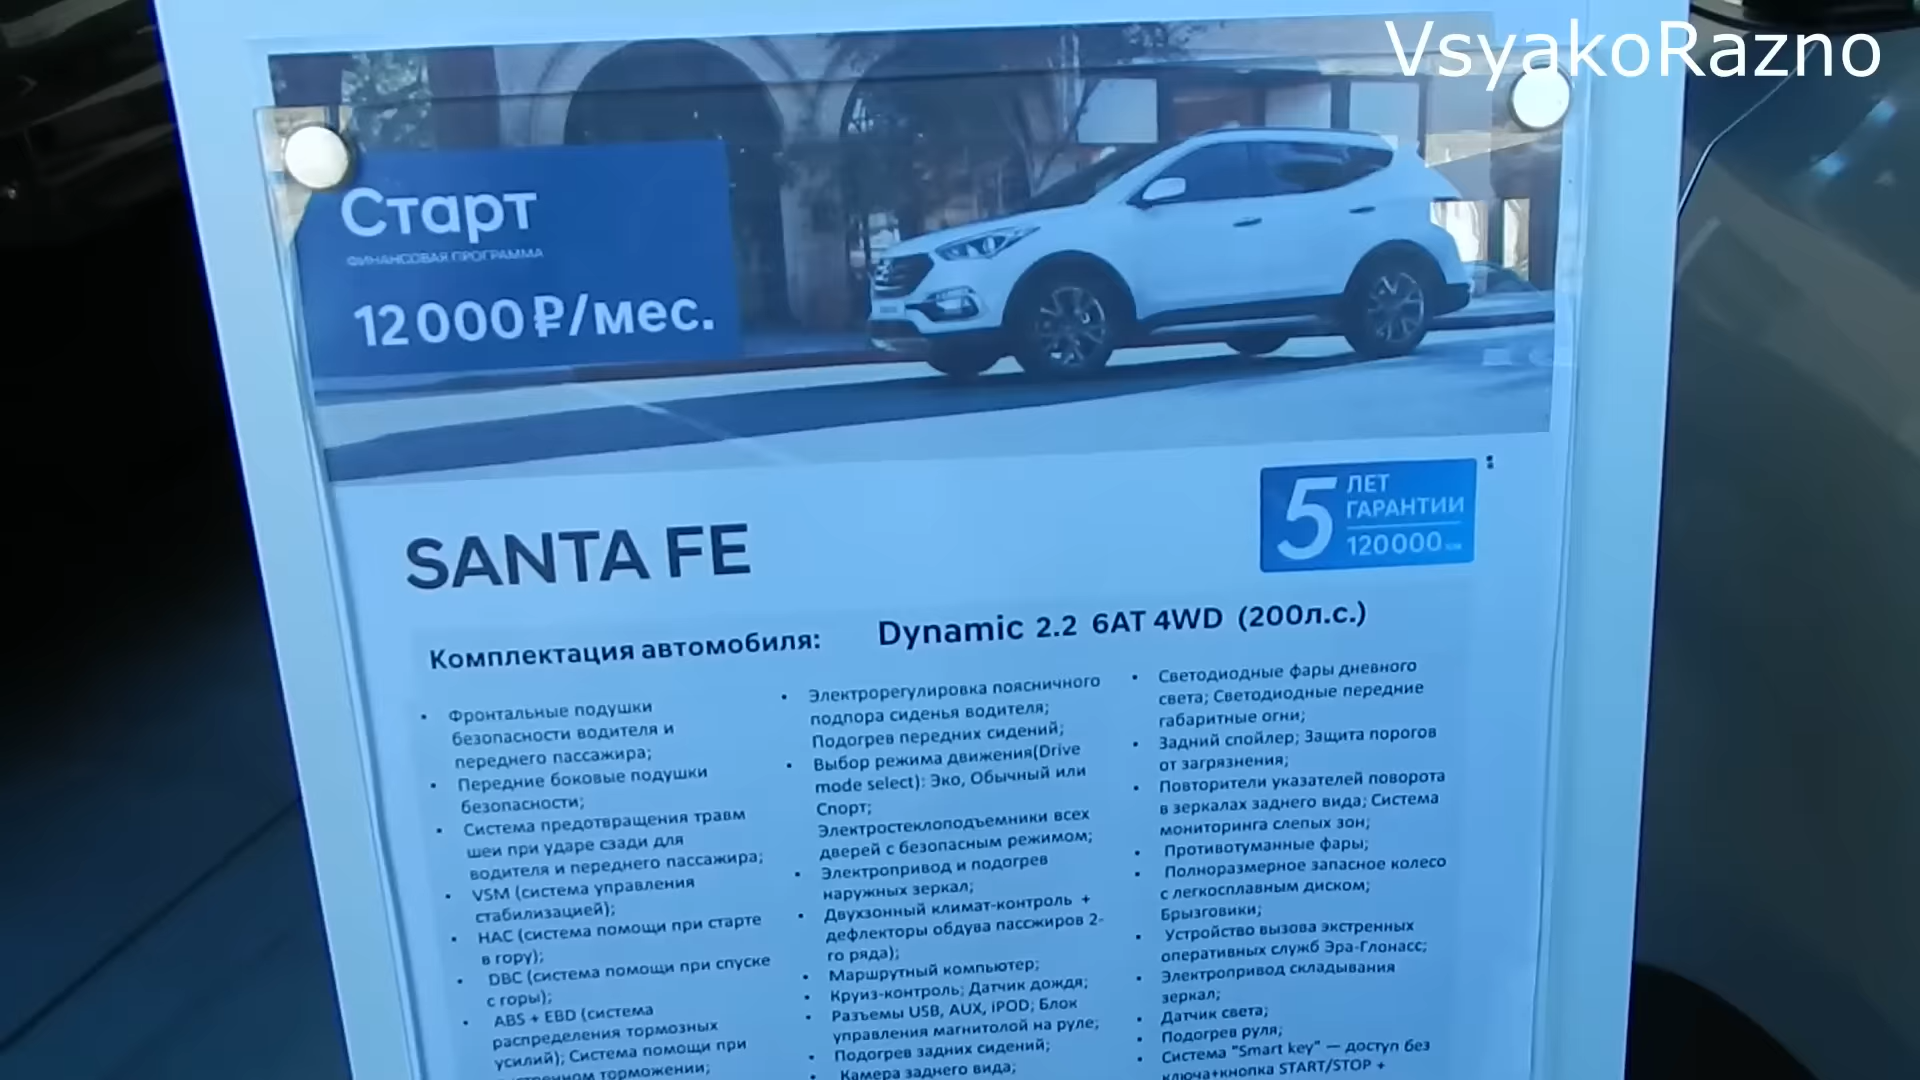 VsyakoRazno
Старт
ФИНАНСОВАЯ ПРОГРАММА
12 000 ₽/мес.
5 ЛЕТ
ГАРАНТИИ
120000 км
SANTA FE
Комплектация автомобиля: Dynamic 2.2 6AT 4WD (200л.с.)
• Фронтальные подушки
безопасности водителя и
переднего пассажира;
• Передние боковые подушки
безопасности;
• Система предотвращения травм
шеи при ударе сзади для
водителя и переднего пассажира;
• VSM (система управления
стабилизацией);
• HAC (система помощи при старте
в гору);
• DBC (система помощи при спуске
с горы);
• ABS + EBD (система
распределения тормозных
усилий); Система помощи при
торможении;
• Электрорегулировка поясничного
подпора сиденья водителя;
Подогрев передних сидений;
• Выбор режима движения(Drive
mode select): Эко, Обычный или
Спорт;
Электростеклоподъемники всех
дверей с безопасным режимом;
• Электропривод и подогрев
наружных зеркал;
• Двухзонный климат-контроль +
дефлекторы обдува пассжиров 2-
го ряда);
• Маршрутный компьютер;
• Круиз-контроль; Датчик дождя;
• Разъемы USB, AUX, iPOD; Блок
управления магнитолой на руле;
• Подогрев задних сидений;
• Камера заднего вида;
• Светодиодные фары дневного
света; Светодиодные передние
габаритные огни;
• Задний спойлер; Защита порогов
от загрязнения;
• Повторители указателей поворота
в зеркалах заднего вида; Система
мониторинга слепых зон;
• Противотуманные фары;
• Полноразмерное запасное колесо
с легкосплавным диском;
Брызговики;
• Устройство вызова экстренных
оперативных служб Эра-Глонасс;
• Электропривод складывания
зеркал;
• Датчик света;
• Подогрев руля;
• Система "Smart key" — доступ без
ключа+кнопка START/STOP +